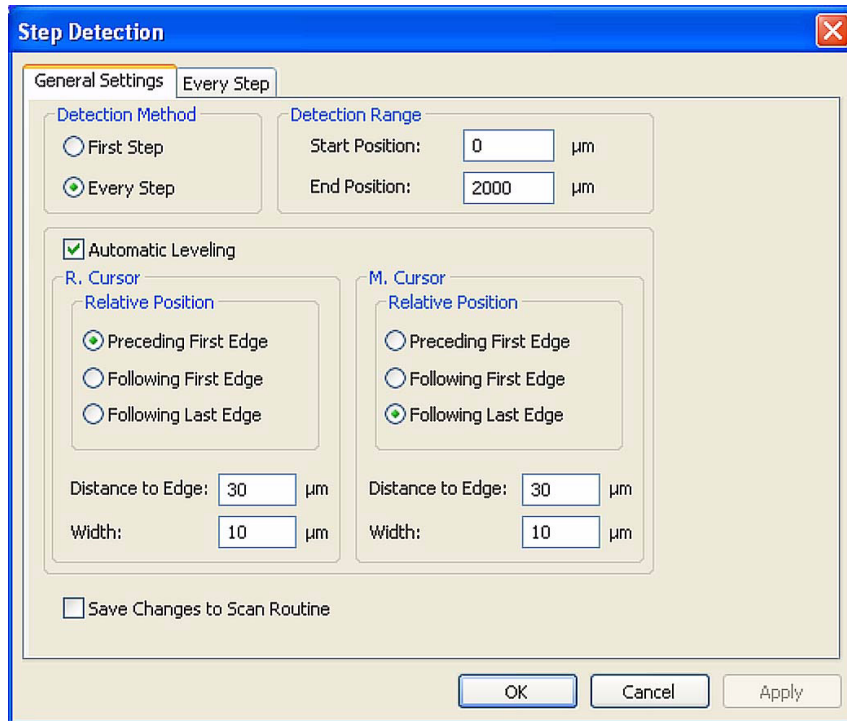 Step Detection
General Settings
Every Step
Detection Method
First Step
Every Step
Detection Range
Start Position: 0 µm
End Position: 2000 µm
Automatic Leveling
R. Cursor
Relative Position
Preceding First Edge
Following First Edge
Following Last Edge
Distance to Edge: 30 µm
Width: 10 µm
M. Cursor
Relative Position
Preceding First Edge
Following First Edge
Following Last Edge
Distance to Edge: 30 µm
Width: 10 µm
Save Changes to Scan Routine
OK
Cancel
Apply